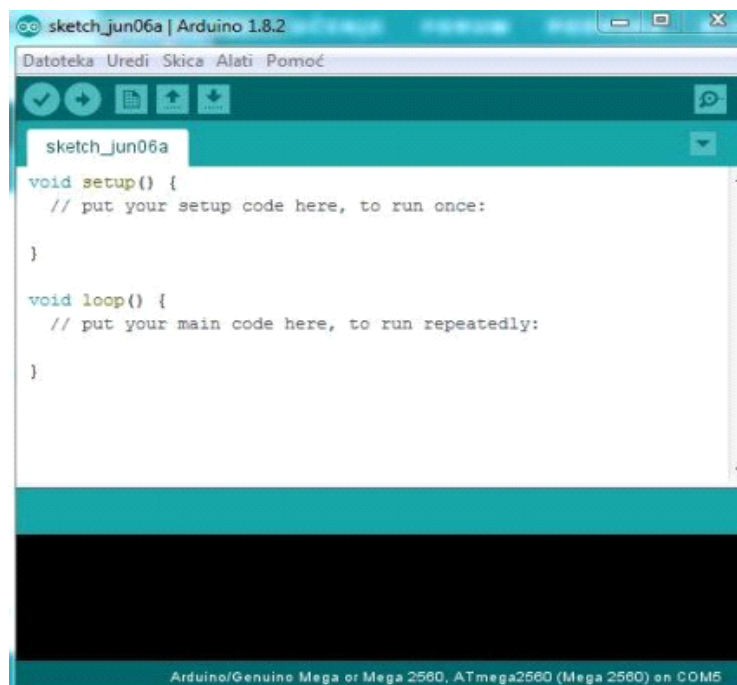 sketch_jun06a | Arduino 1.8.2
Datoteka Uredi Skica Alati Pomoć
sketch_jun06a
void setup() {
  // put your setup code here, to run once:
}
void loop() {
  // put your main code here, to run repeatedly:
}
Arduino/Genuino Mega or Mega 2560, ATmega2560 (Mega 2560) on COM5